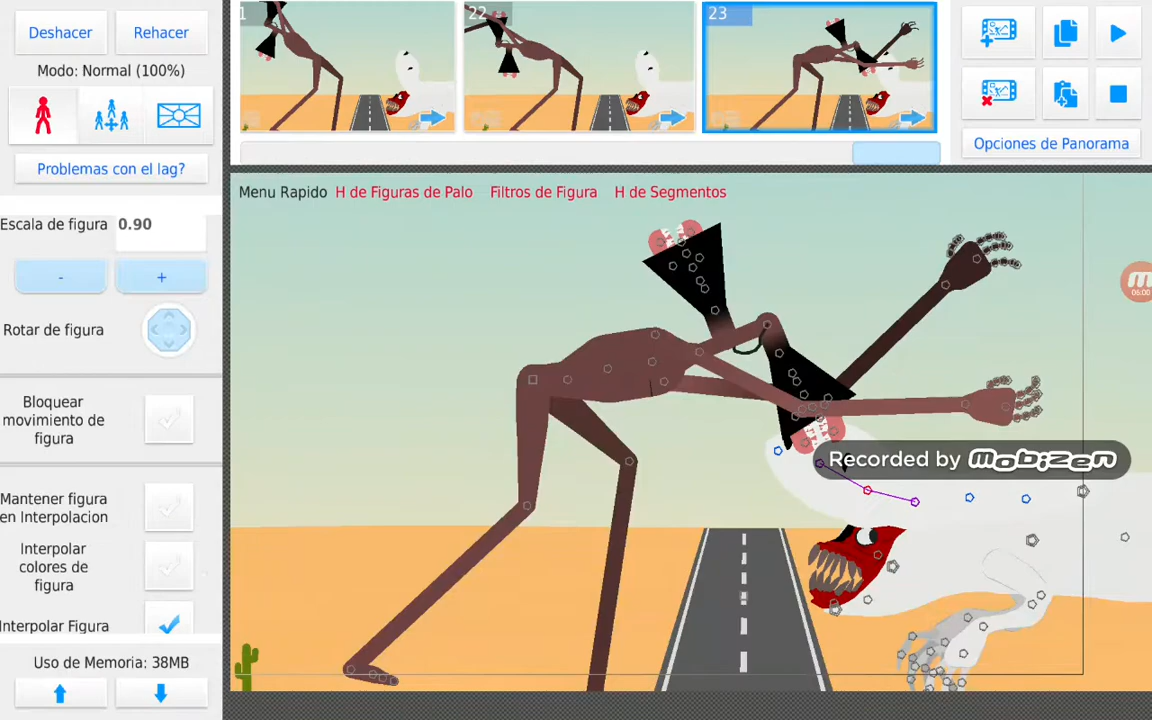 Deshacer
Rehacer
Modo: Normal (100%)
Problemas con el lag?
Escala de figura
0.90
-
+
Rotar de figura
Bloquear
movimiento de
figura
Mantener figura
en Interpolacion
Interpolar
colores de
figura
Interpolar Figura
Uso de Memoria: 38MB
1
22
23
Opciones de Panorama
Menu Rapido
H de Figuras de Palo
Filtros de Figura
H de Segmentos
06:00
Recorded by mobizen